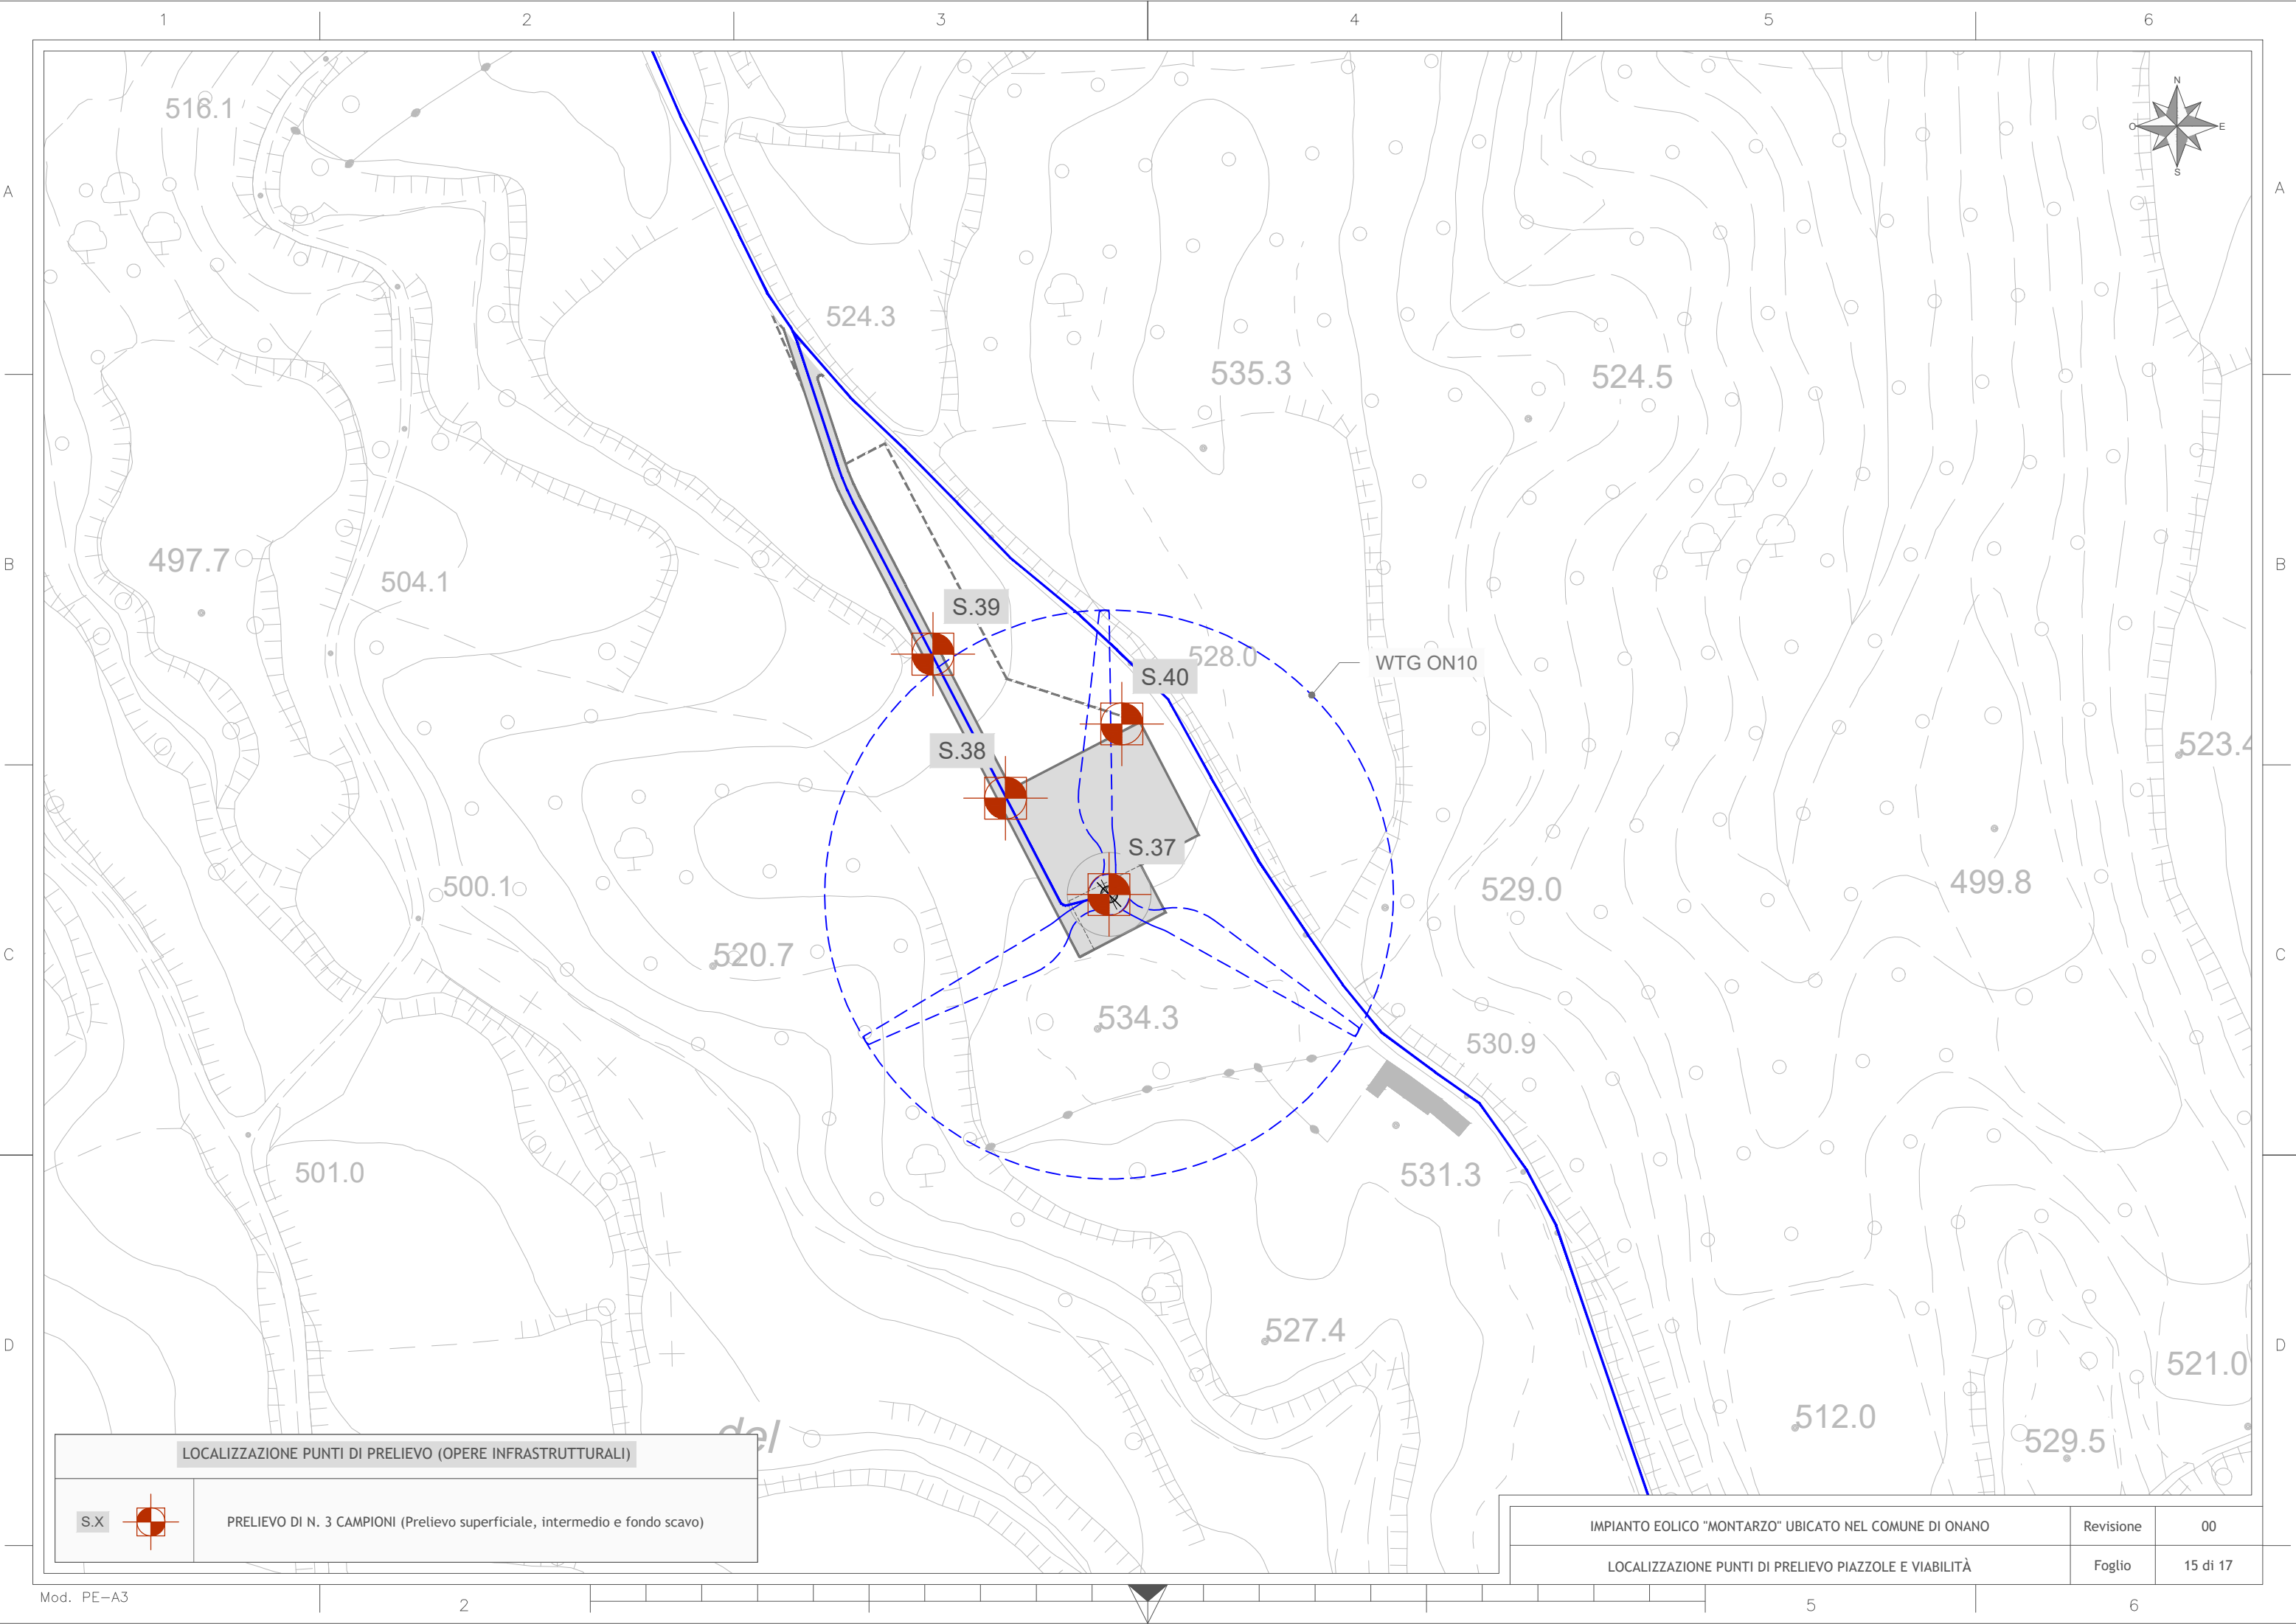 1 2 3 4 5 6
N
O E
S
516.1
A A
524.3
535.3
524.5
497.7
504.1
B B
S.39
528.0
WTG ON10
S.40
S.38
523.4
S.37
500.1
529.0
499.8
520.7
C C
534.3
530.9
501.0
531.3
527.4
D D
521.0
512.0
529.5
del
LOCALIZZAZIONE PUNTI DI PRELIEVO (OPERE INFRASTRUTTURALI)
S.X PRELIEVO DI N. 3 CAMPIONI (Prelievo superficiale, intermedio e fondo scavo)
IMPIANTO EOLICO "MONTARZO" UBICATO NEL COMUNE DI ONANO Revisione 00
LOCALIZZAZIONE PUNTI DI PRELIEVO PIAZZOLE E VIABILITÀ Foglio 15 di 17
Mod. PE-A3
2 5 6